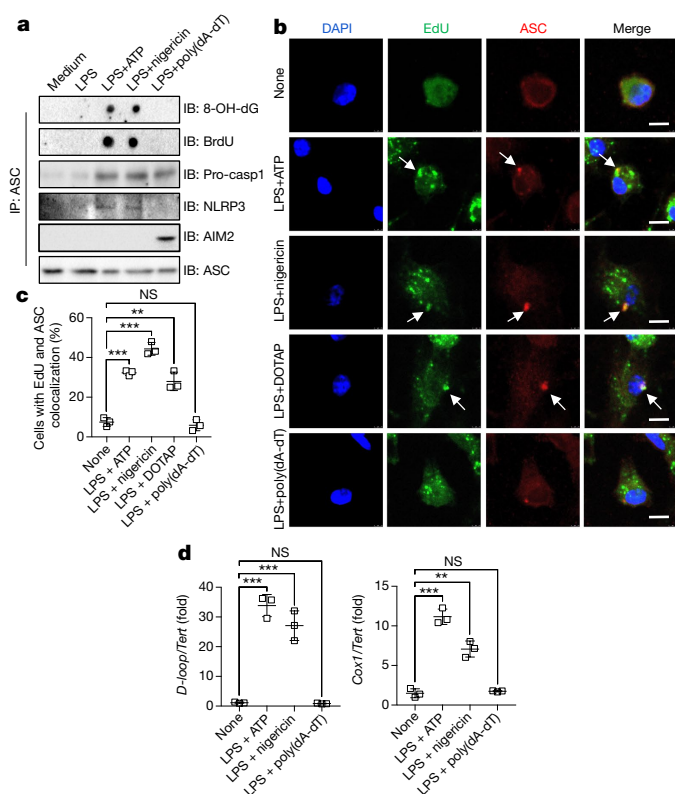 a
Medium
LPS
LPS+ATP
LPS+nigericin
LPS+poly(dA-dT)
IP: ASC
IB: 8-OH-dG
IB: BrdU
IB: Pro-casp1
IB: NLRP3
IB: AIM2
IB: ASC
b
DAPI EdU ASC Merge
None
LPS+ATP
LPS+nigericin
LPS+DOTAP
LPS+poly(dA-dT)
c
NS
**
***
***
Cells with EdU and ASC
colocalization (%)
60
40
20
0
None
LPS + ATP
LPS + nigericin
LPS + DOTAP
LPS + poly(dA-dT)
d
NS
***
***
D-loop/Tert (fold)
40
30
20
10
0
None
LPS + ATP
LPS + nigericin
LPS + poly(dA-dT)
NS
**
***
Cox1/Tert (fold)
15
10
5
0
None
LPS + ATP
LPS + nigericin
LPS + poly(dA-dT)